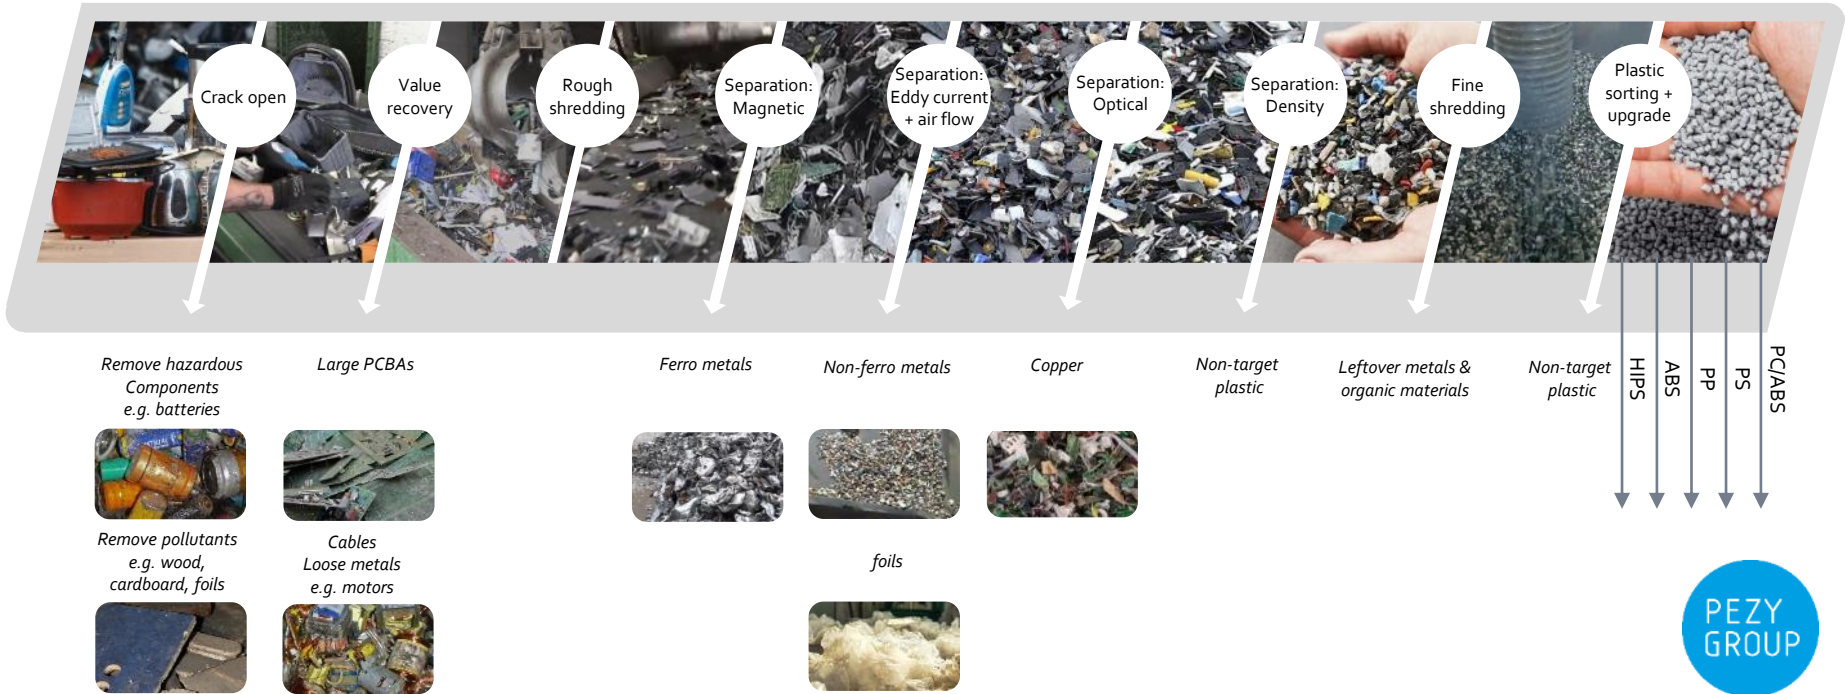 Crack open
Value
recovery
Rough
shredding
Separation:
Magnetic
Separation:
Eddy current
+ air flow
Separation:
Optical
Separation:
Density
Fine
shredding
Plastic
sorting +
upgrade
Remove hazardous
Components
e.g. batteries
Large PCBAs
Ferro metals
Non-ferro metals
Copper
Non-target
plastic
Leftover metals &
organic materials
Non-target
plastic
HIPS
ABS
PP
PS
PC/ABS
Remove pollutants
e.g. wood,
cardboard, foils
Cables
Loose metals
e.g. motors
foils
PEZY
GROUP